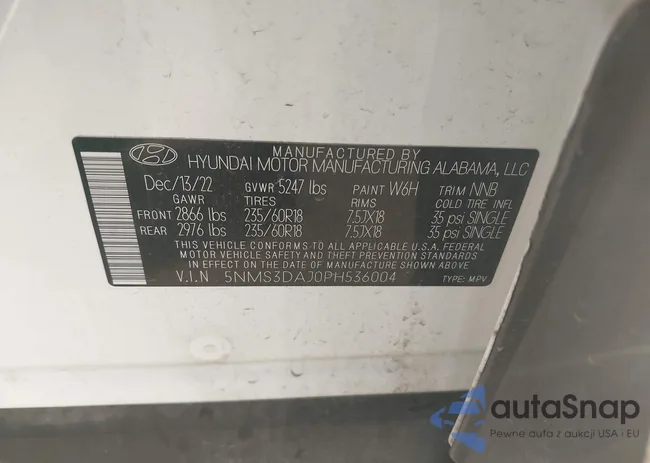 MANUFACTURED BY
HYUNDAI MOTOR MANUFACTURING ALABAMA, LLC
Dec/13/22 GVWR 5247 lbs PAINT W6H TRIM NNB
GAWR TIRES RIMS COLD TIRE INFL
FRONT 2866 lbs 235/60R18 7.5JX18 35 psi SINGLE
REAR 2976 lbs 235/60R18 7.5JX18 35 psi SINGLE
THIS VEHICLE CONFORMS TO ALL APPLICABLE U.S.A. FEDERAL
MOTOR VEHICLE SAFETY AND THEFT PREVENTION STANDARDS
IN EFFECT ON THE DATE OF MANUFACTURE SHOWN ABOVE.
V.I.N 5NMS3DAJ0PH536004 TYPE: MPV
autaSnap
Pewne auta z aukcji USA i EU